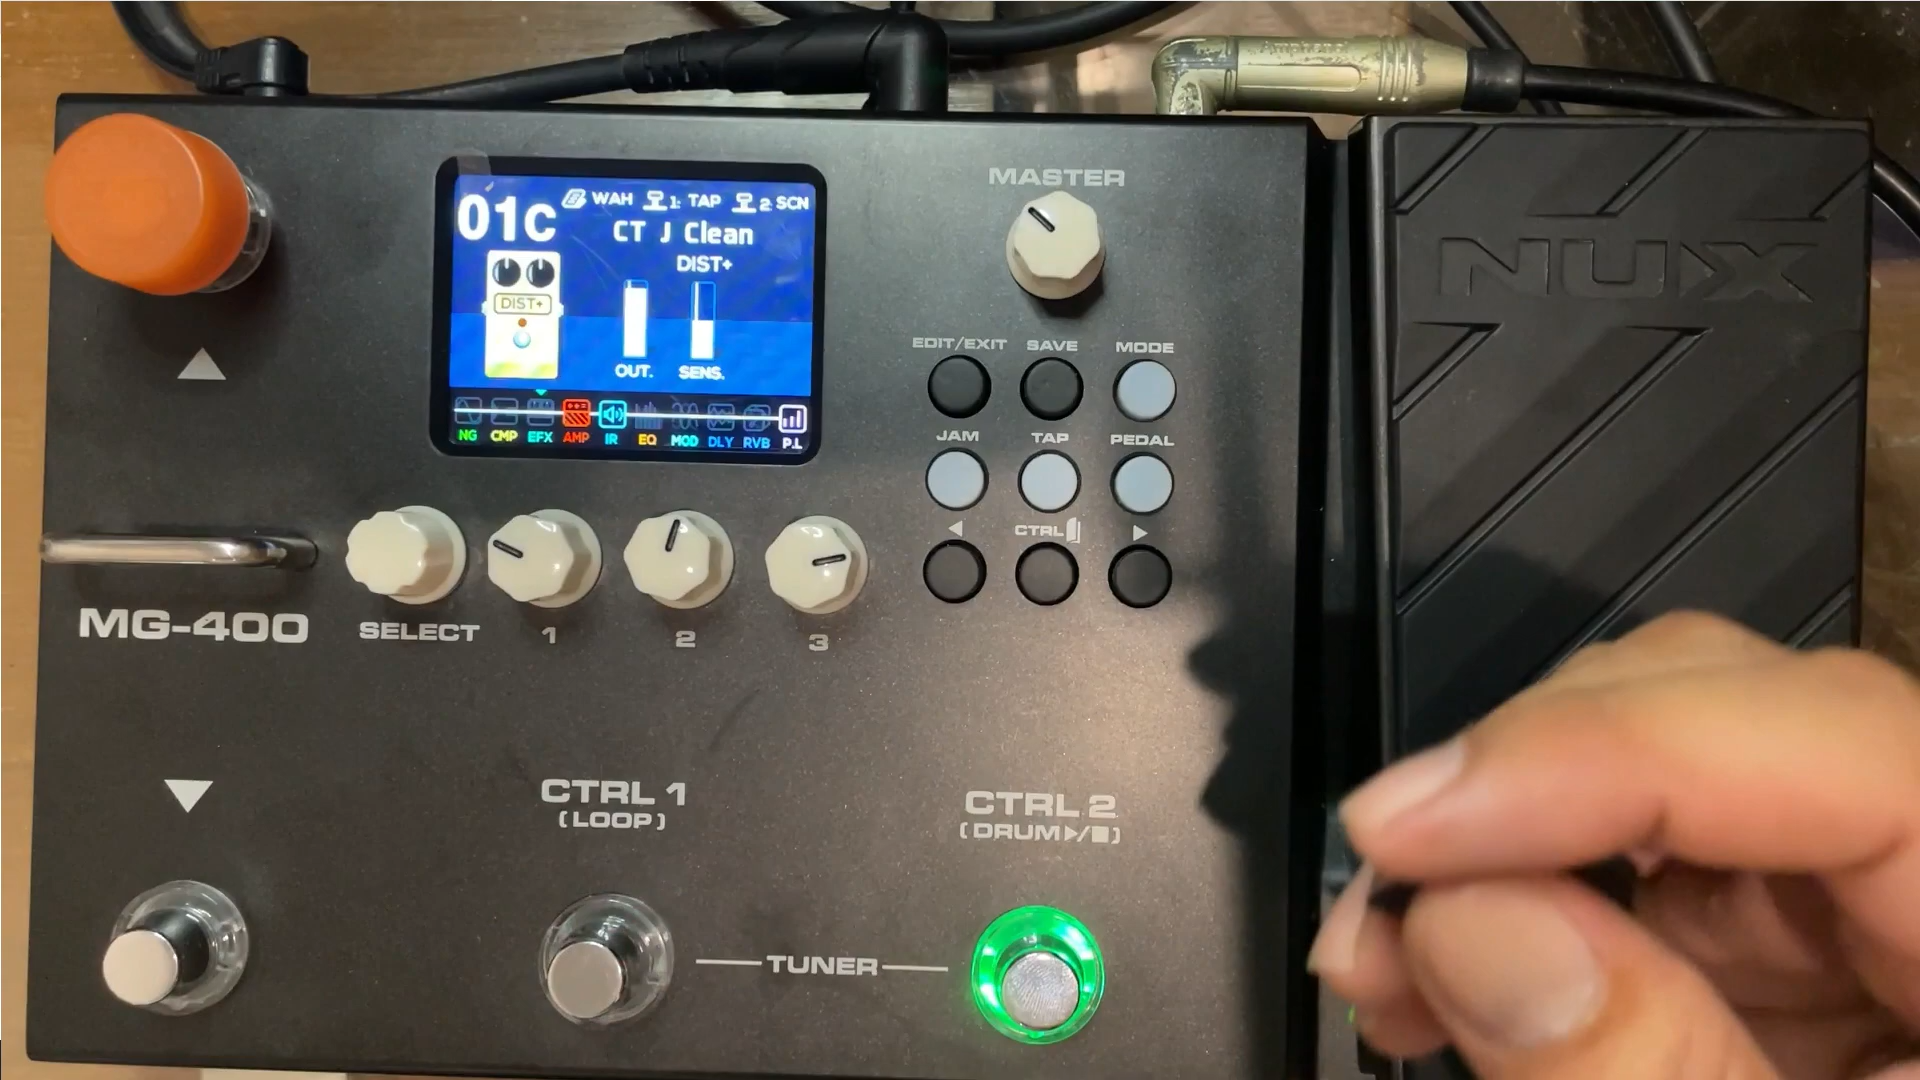 Amphenol
MASTER
01C
WAH 1: TAP 2: SCN
CT J Clean
DIST+
DIST+
OUT. SENS.
NG CMP EFX AMP IR EQ MOD DLY RVB P.L
NUX
EDIT/EXIT SAVE MODE
JAM TAP PEDAL
◀ CTRL ▶
MG-400
SELECT 1 2 3
CTRL 1
(LOOP)
CTRL 2
(DRUM▶/■)
TUNER